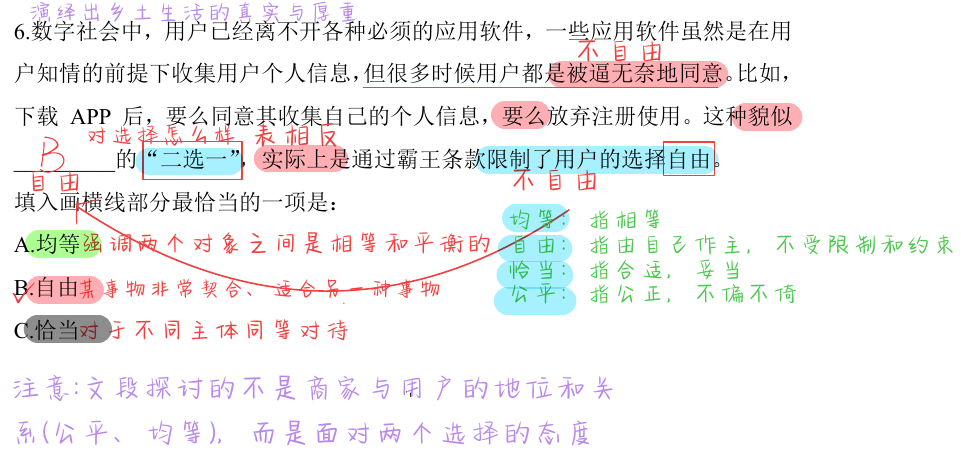 演绎出乡土生活的真实与厚重
6.数字社会中，用户已经离不开各种必须的应用软件，一些应用软件虽然是在用
不自由
户知情的前提下收集用户个人信息，但很多时候用户都是被逼无奈地同意。比如，
下载 APP 后，要么同意其收集自己的个人信息，要么放弃注册使用。这种貌似
对选择怎么样 表相反
B
________的“二选一”，实际上是通过霸王条款限制了用户的选择自由。
自由
不自由
填入画横线部分最恰当的一项是：
均等：指相等
A.均等强调两个对象之间是相等和平衡的
自由：指由自己作主，不受限制和约束
恰当：指合适，妥当
B.自由某事物非常契合、适合另一种事物
公平：指公正，不偏不倚
C.恰当对于不同主体同等对待
注意:文段探讨的不是商家与用户的地位和关
系(公平、均等)，而是面对两个选择的态度